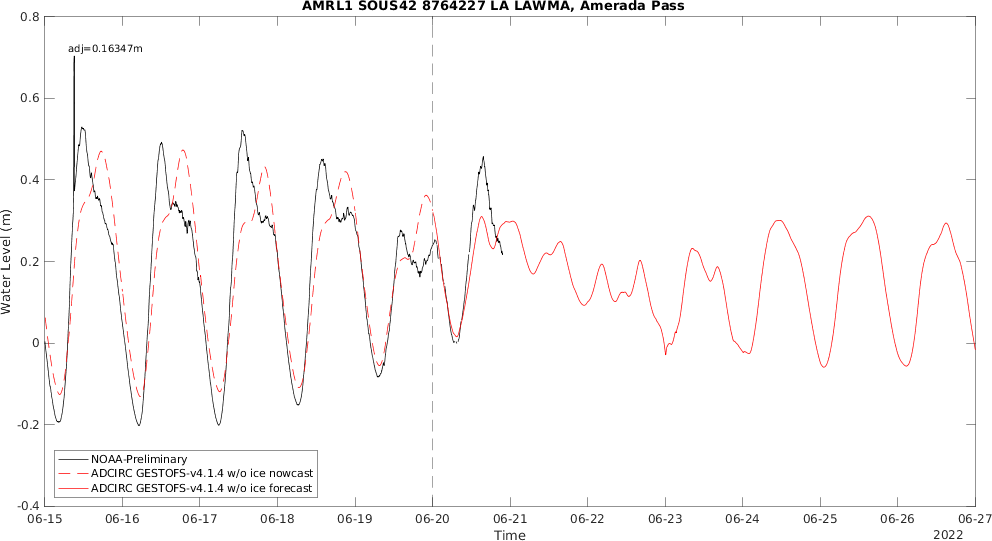 AMRL1 SOUS42 8764227 LA LAWMA, Amerada Pass
adj=0.16347m
0.8
0.6
0.4
0.2
0
-0.2
-0.4
Water Level (m)
NOAA-Preliminary
ADCIRC GESTOFS-v4.1.4 w/o ice nowcast
ADCIRC GESTOFS-v4.1.4 w/o ice forecast
06-15 06-16 06-17 06-18 06-19 06-20 06-21 06-22 06-23 06-24 06-25 06-26 06-27
Time
2022